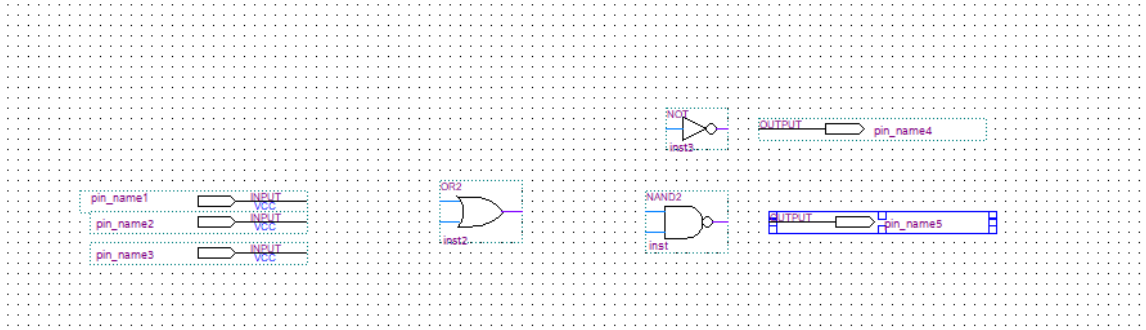 NOT
inst3
OUTPUT
pin_name4
pin_name1
INPUT
VCC
pin_name2
INPUT
VCC
pin_name3
INPUT
VCC
OR2
inst2
NAND2
inst
OUTPUT
pin_name5